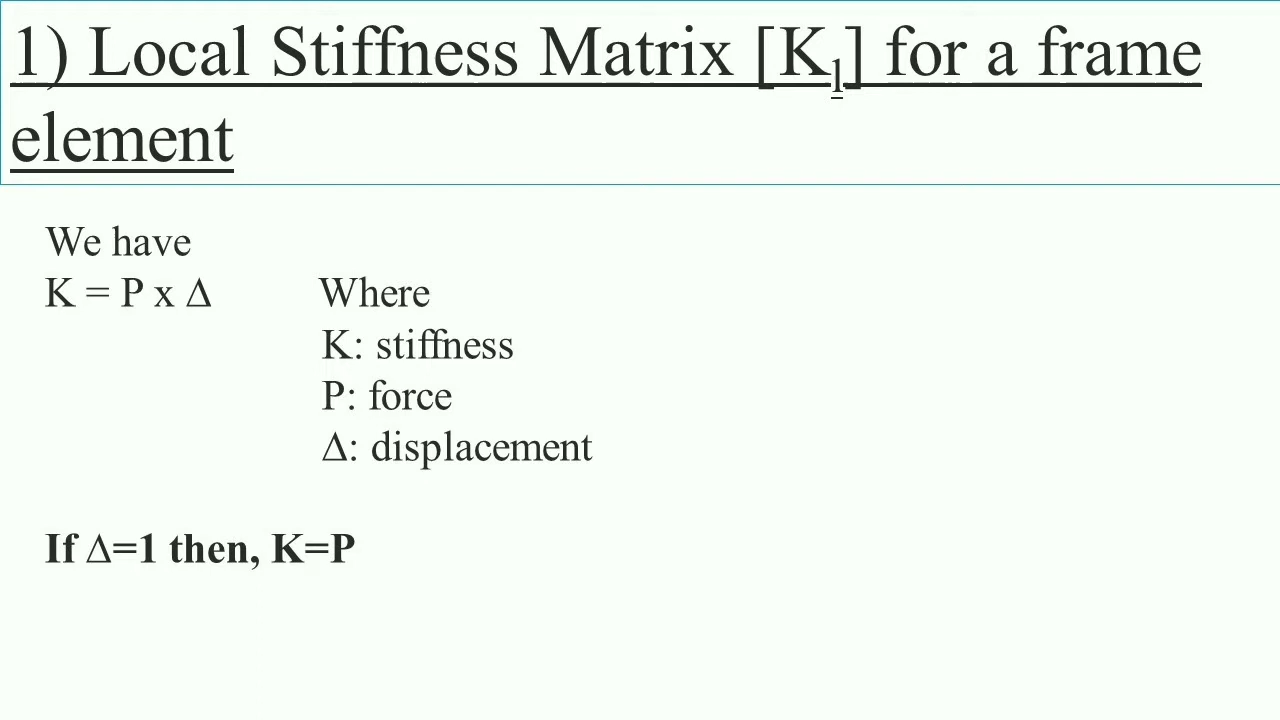 1) Local Stiffness Matrix [Kl] for a frame
element
We have
K = P x Δ Where
K: stiffness
P: force
Δ: displacement
If Δ=1 then, K=P